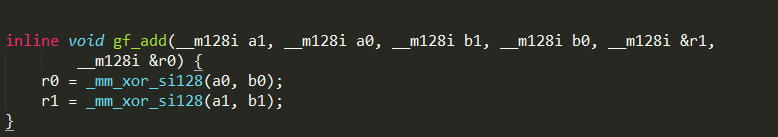 inline void gf_add(__m128i a1, __m128i a0, __m128i b1, __m128i b0, __m128i &r1,
        __m128i &r0) {
    r0 = _mm_xor_si128(a0, b0);
    r1 = _mm_xor_si128(a1, b1);
}